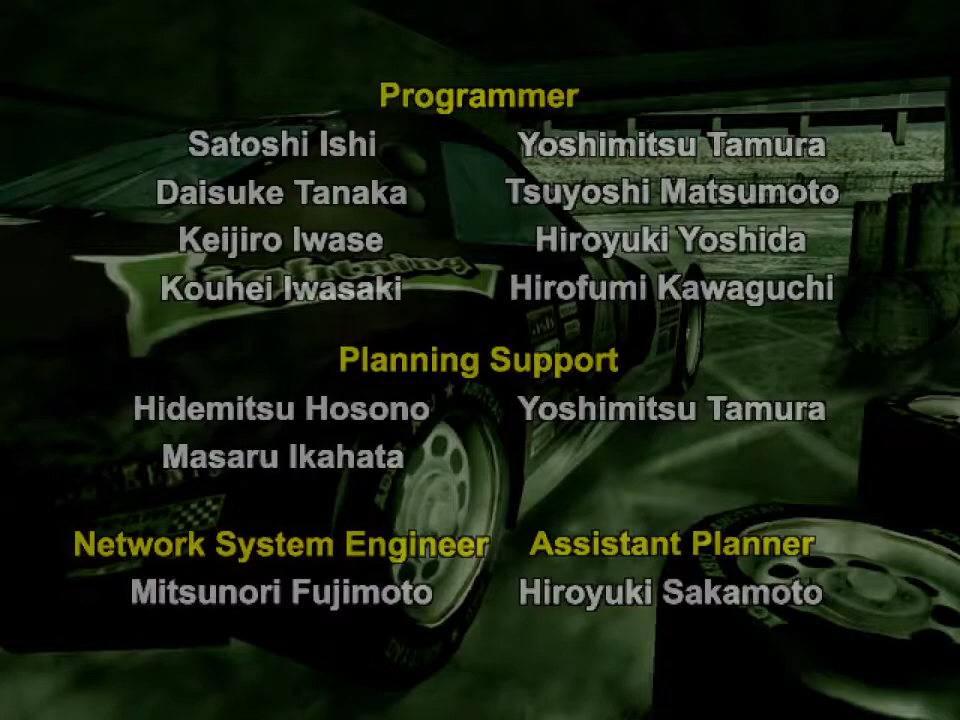 Programmer
Satoshi Ishi Yoshimitsu Tamura
Daisuke Tanaka Tsuyoshi Matsumoto
Keijiro Iwase Hiroyuki Yoshida
Kouhei Iwasaki Hirofumi Kawaguchi
Planning Support
Hidemitsu Hosono Yoshimitsu Tamura
Masaru Ikahata
Network System Engineer Assistant Planner
Mitsunori Fujimoto Hiroyuki Sakamoto